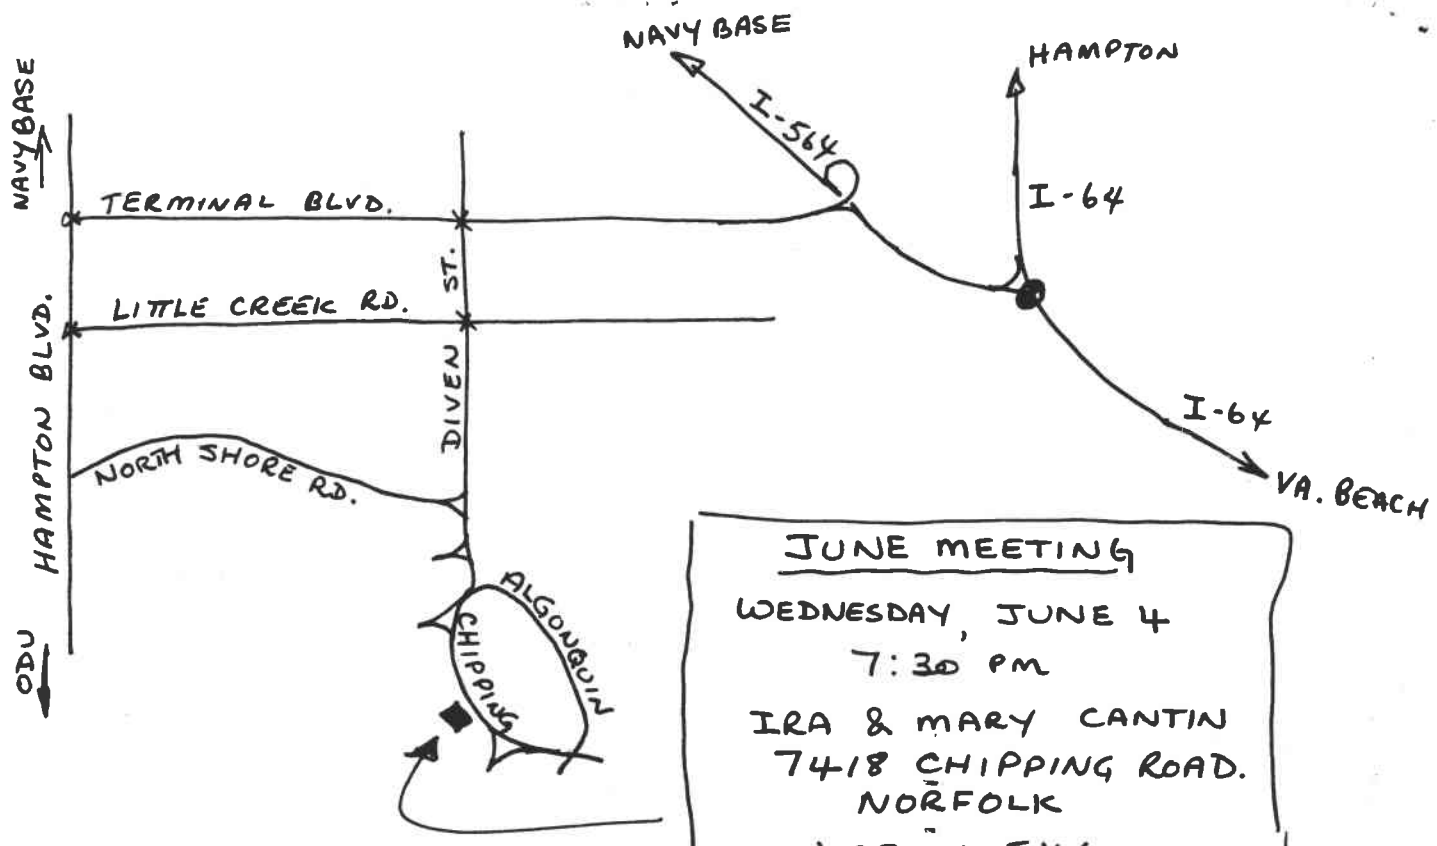 NAVY BASE
HAMPTON
NAVY BASE
I-564
I-64
TERMINAL BLVD.
LITTLE CREEK RD.
DIVEN ST.
HAMPTON BLVD.
NORTH SHORE RD.
I-64
VA. BEACH
ALGONQUIN
CHIPPING
ODU
JUNE MEETING
WEDNESDAY, JUNE 4
7:30 PM
IRA & MARY CANTIN
7418 CHIPPING ROAD.
NORFOLK